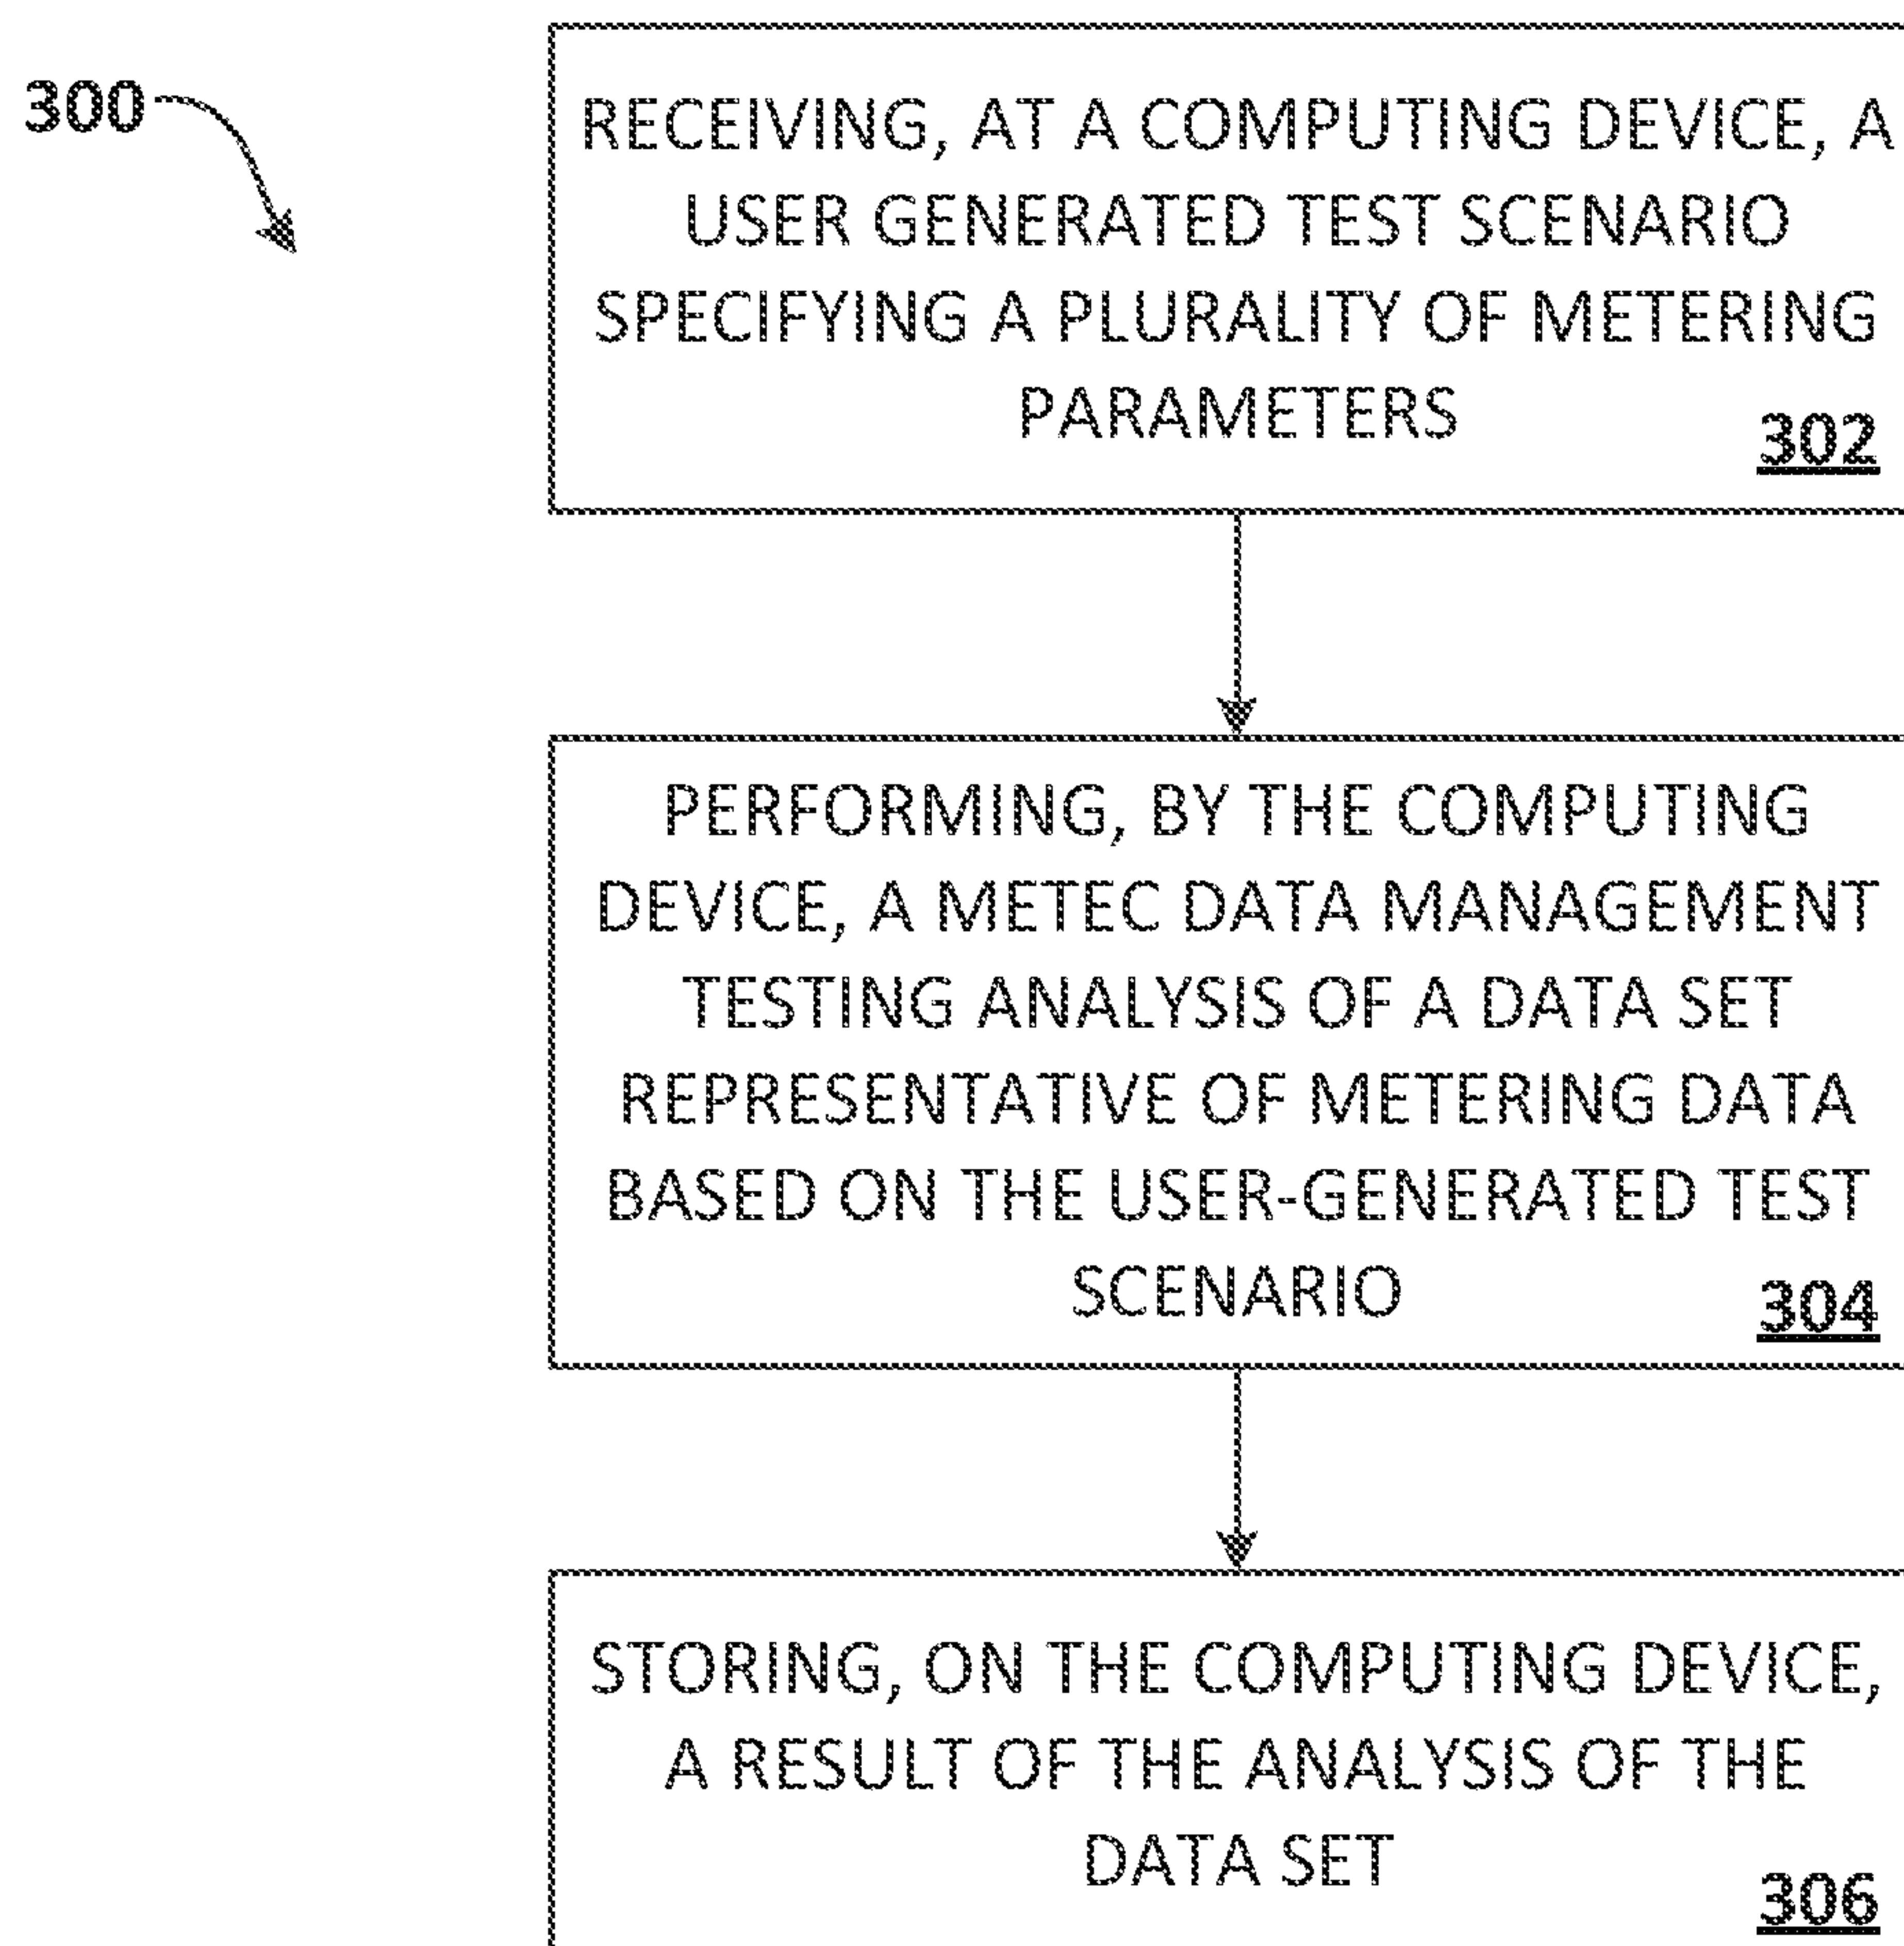 300
RECEIVING, AT A COMPUTING DEVICE, A
USER GENERATED TEST SCENARIO
SPECIFYING A PLURALITY OF METERING
PARAMETERS
302
PERFORMING, BY THE COMPUTING
DEVICE, A METEC DATA MANAGEMENT
TESTING ANALYSIS OF A DATA SET
REPRESENTATIVE OF METERING DATA
BASED ON THE USER-GENERATED TEST
SCENARIO
304
STORING, ON THE COMPUTING DEVICE,
A RESULT OF THE ANALYSIS OF THE
DATA SET
306